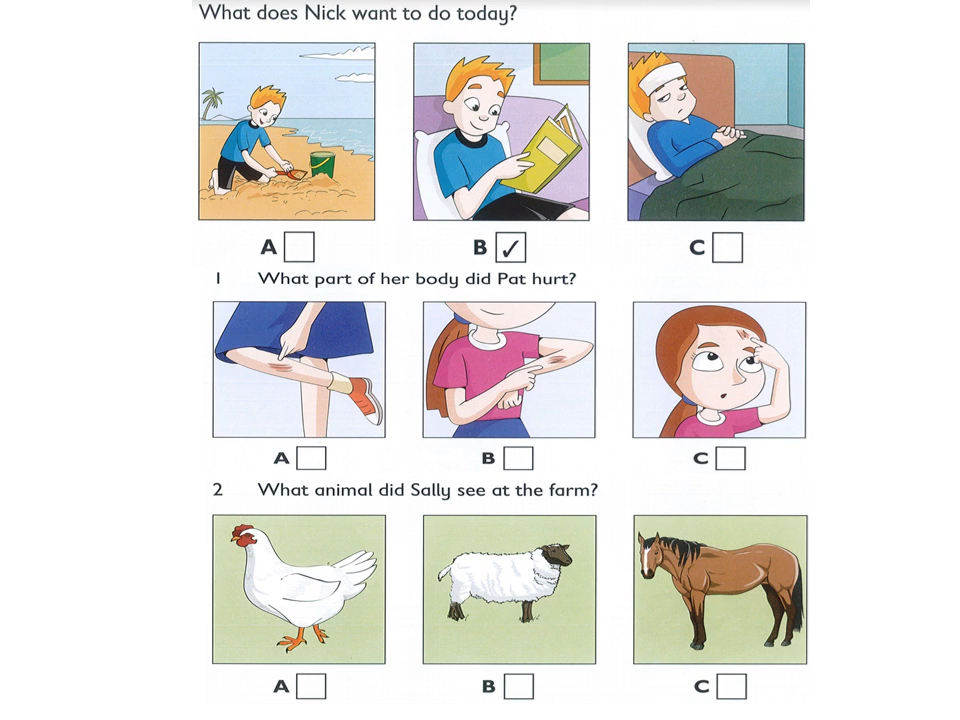 What does Nick want to do today?
A B ✓ C
1 What part of her body did Pat hurt?
A B C
2 What animal did Sally see at the farm?
A B C